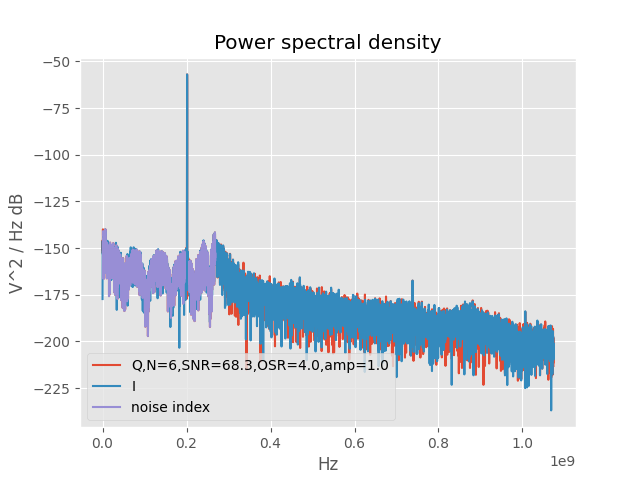 Power spectral density
V^2 / Hz dB
−50
−75
−100
−125
−150
−175
−200
−225
Q,N=6,SNR=68.3,OSR=4.0,amp=1.0
I
noise index
0.0 0.2 0.4 0.6 0.8 1.0
1e9
Hz